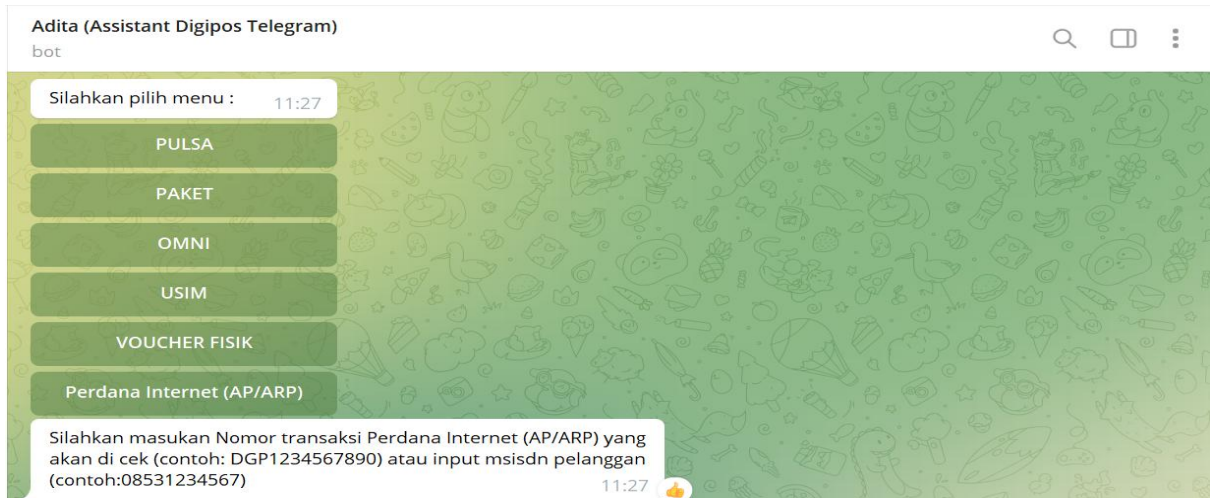 Adita (Assistant Digipos Telegram)
bot
Silahkan pilih menu :
11:27
PULSA
PAKET
OMNI
USIM
VOUCHER FISIK
Perdana Internet (AP/ARP)
Silahkan masukan Nomor transaksi Perdana Internet (AP/ARP) yang
akan di cek (contoh: DGP1234567890) atau input msisdn pelanggan
(contoh:08531234567)
11:27